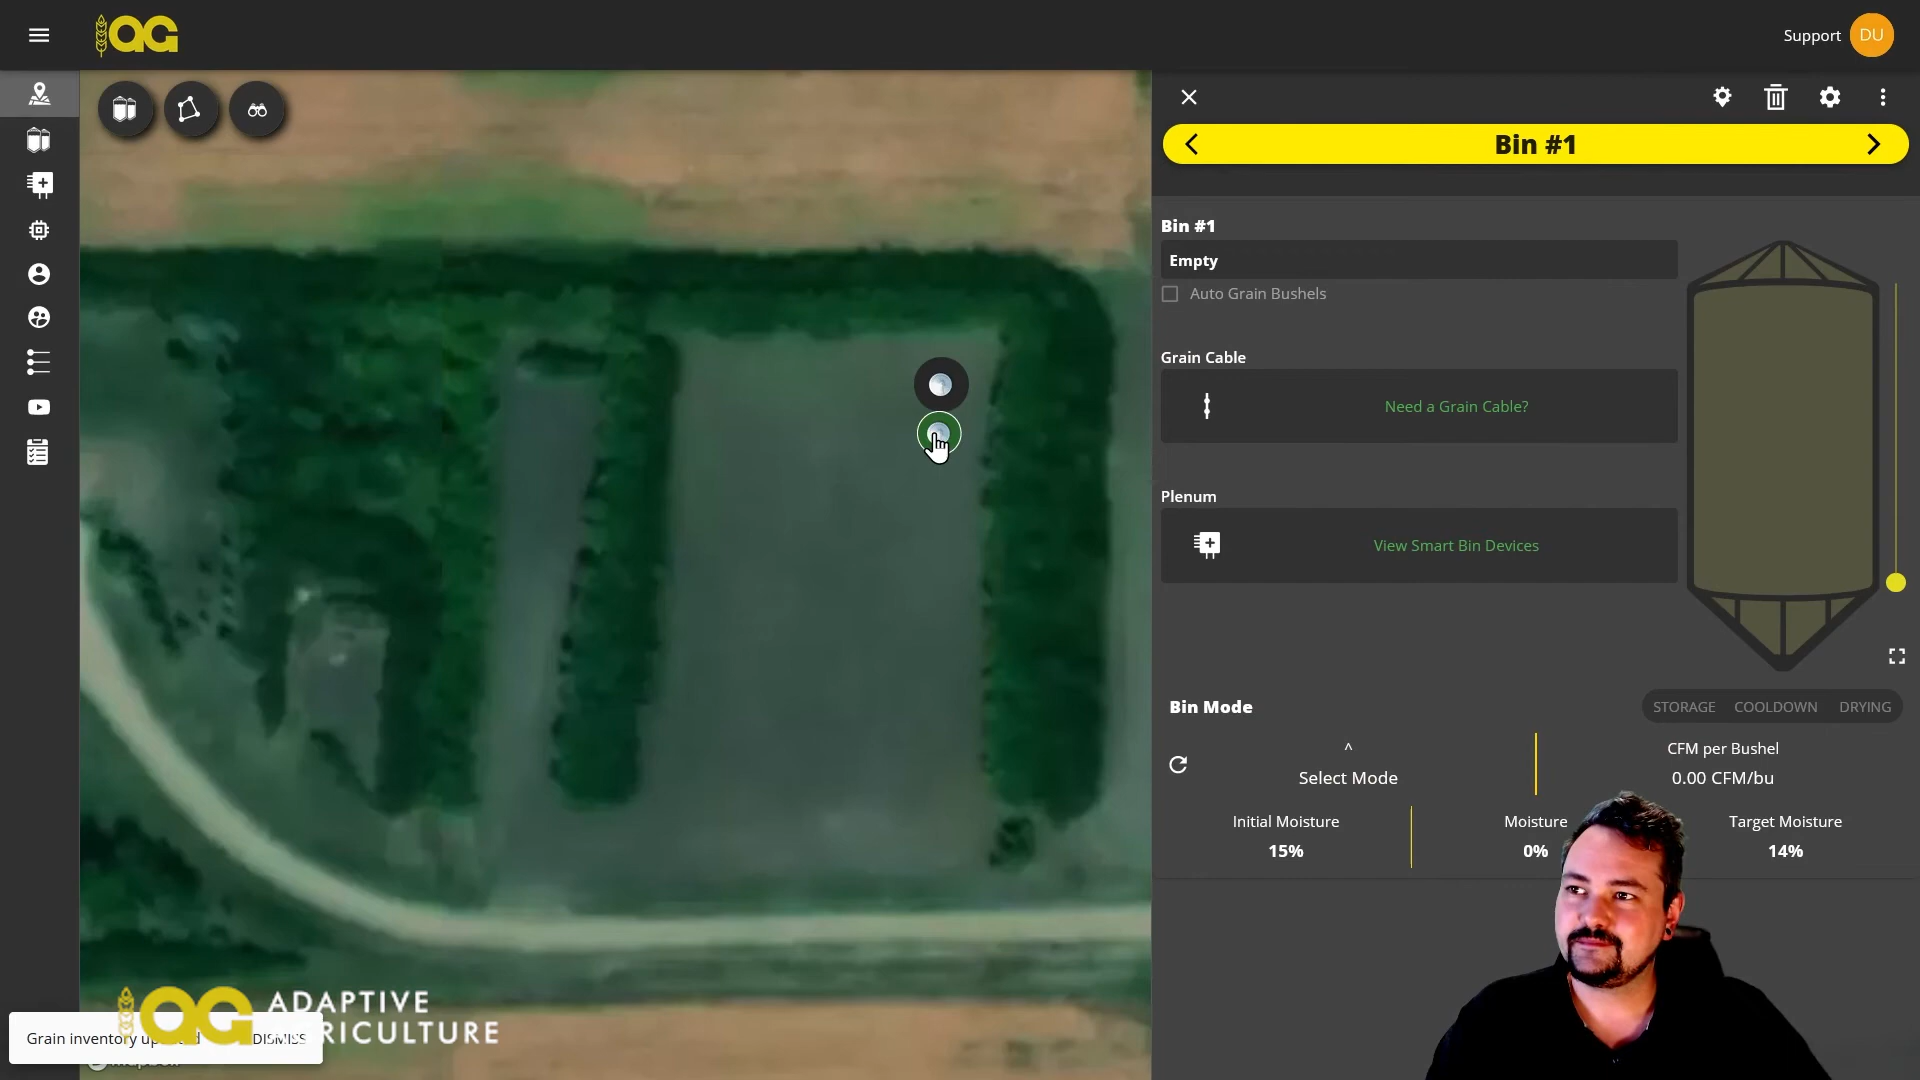 Support
DU
Bin #1
Bin #1
Empty
Auto Grain Bushels
Grain Cable
Need a Grain Cable?
Plenum
View Smart Bin Devices
Bin Mode
STORAGE COOLDOWN DRYING
^
Select Mode
CFM per Bushel
0.00 CFM/bu
Initial Moisture
15%
Moisture
0%
Target Moisture
14%
ADAPTIVE
Grain inventory
DISMISS